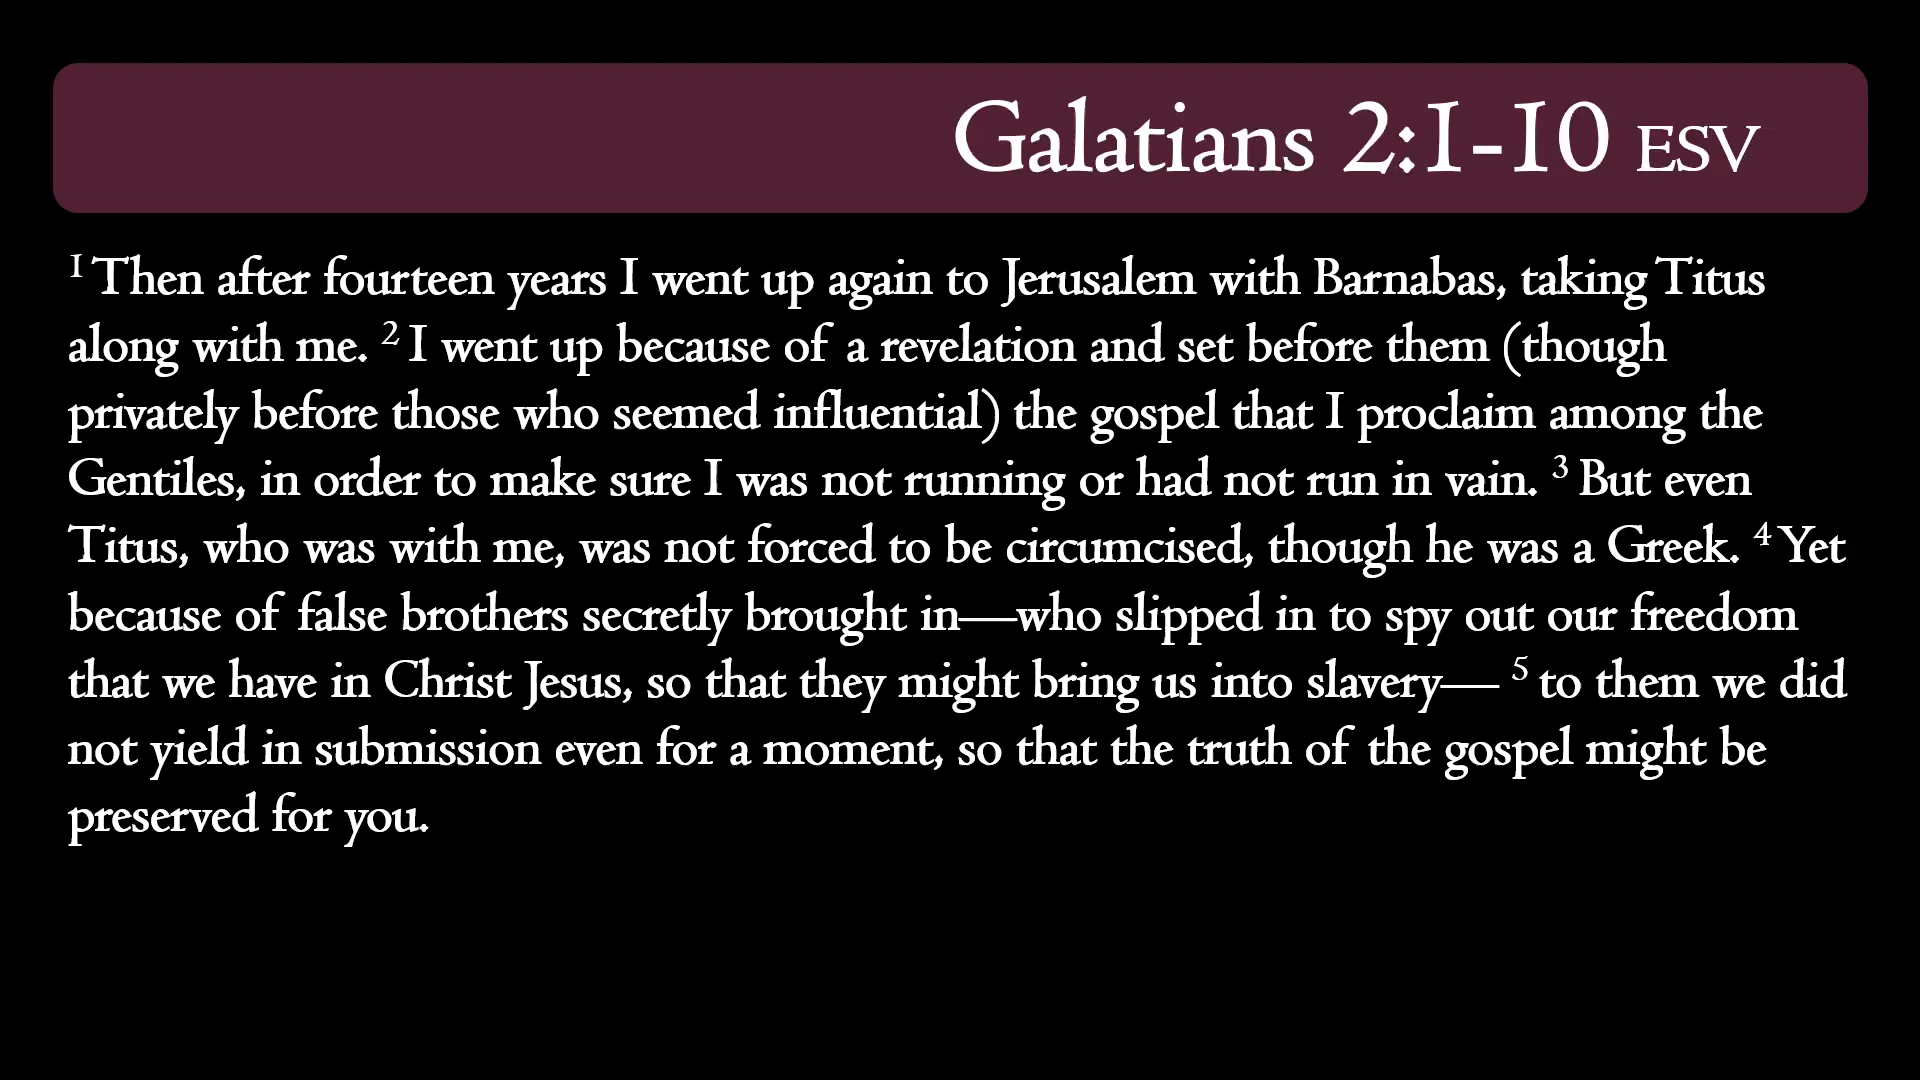 Galatians 2:1-10 ESV
1 Then after fourteen years I went up again to Jerusalem with Barnabas, taking Titus
along with me. 2 I went up because of a revelation and set before them (though
privately before those who seemed influential) the gospel that I proclaim among the
Gentiles, in order to make sure I was not running or had not run in vain. 3 But even
Titus, who was with me, was not forced to be circumcised, though he was a Greek. 4 Yet
because of false brothers secretly brought in—who slipped in to spy out our freedom
that we have in Christ Jesus, so that they might bring us into slavery— 5 to them we did
not yield in submission even for a moment, so that the truth of the gospel might be
preserved for you.